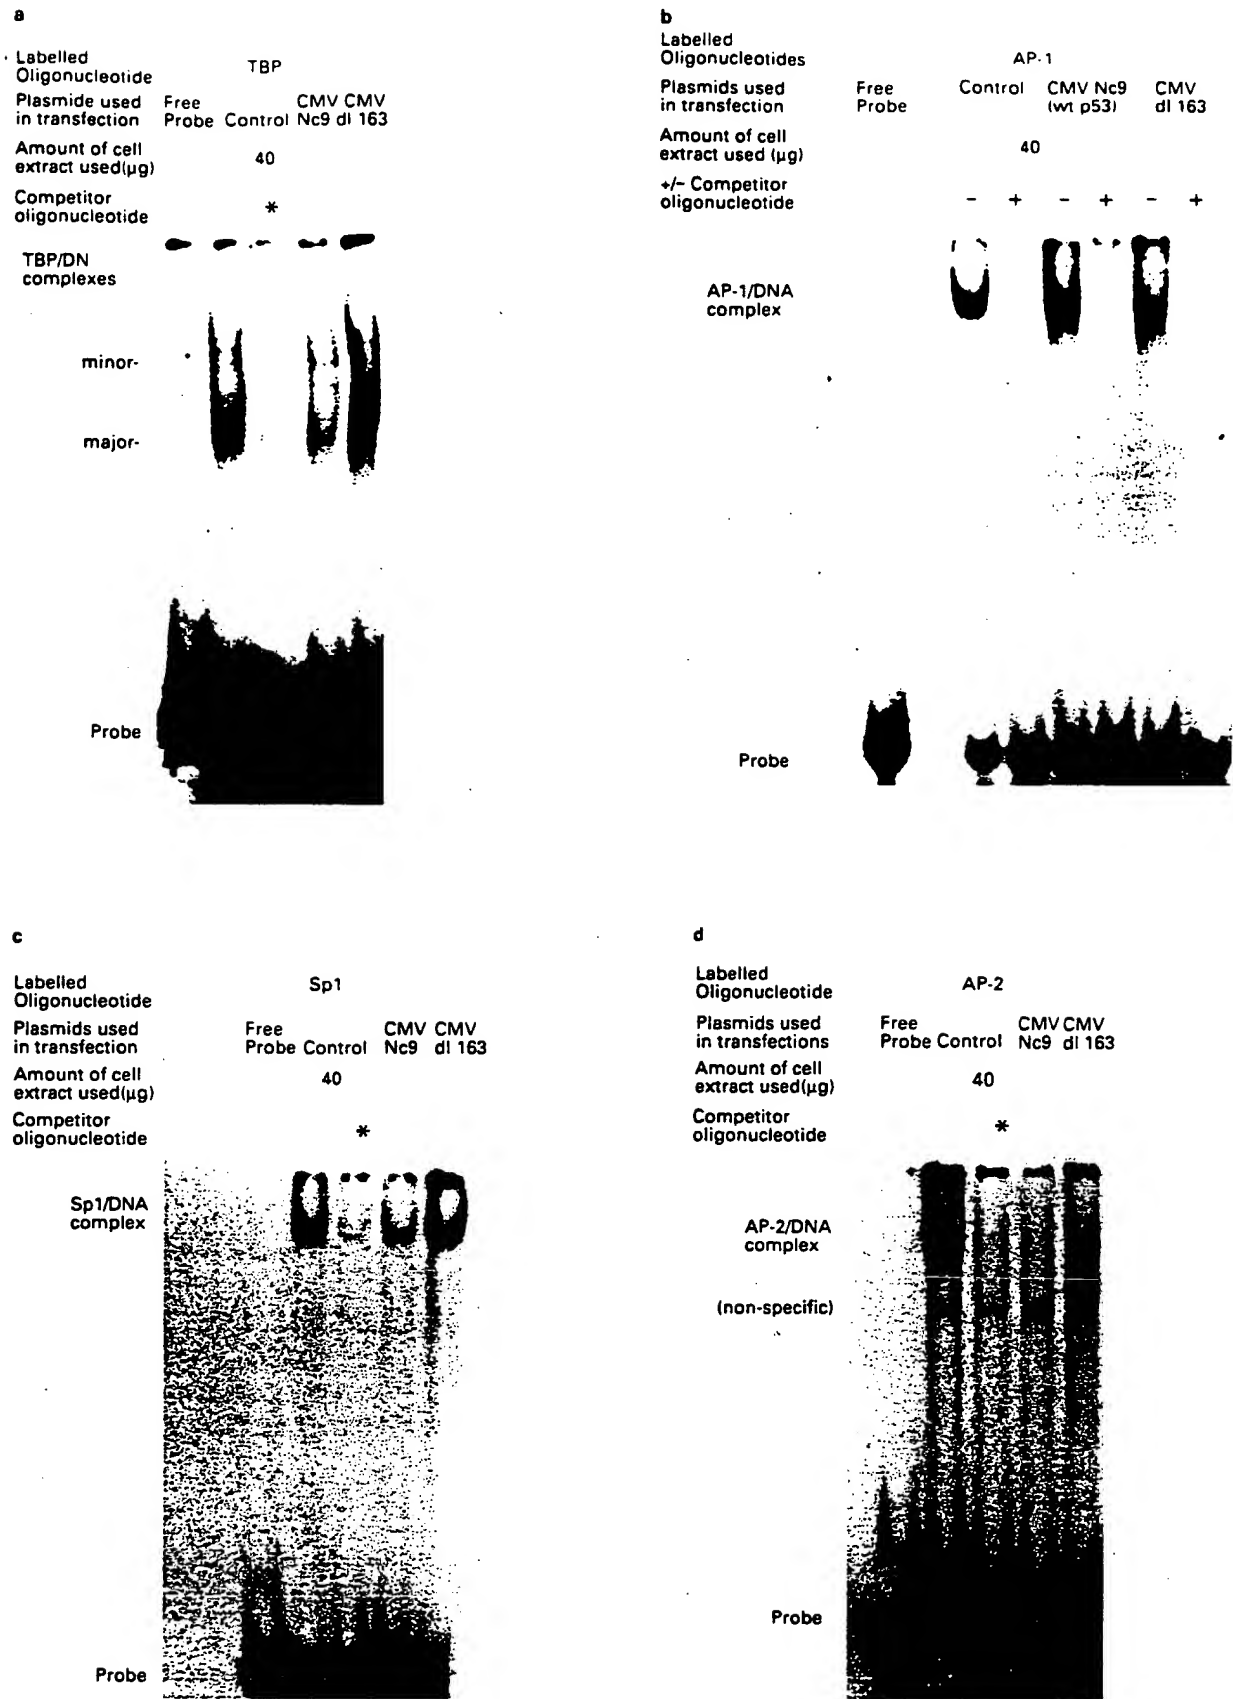 a
Labelled
Oligonucleotide
TBP
Plasmide used
in transfection
Free
Probe
Control
CMV
Nc9
CMV
dl 163
Amount of cell
extract used(µg)
40
Competitor
oligonucleotide
*
TBP/DN
complexes
minor-
major-
Probe
b
Labelled
Oligonucleotides
AP-1
Plasmids used
in transfection
Free
Probe
Control
CMV Nc9
(wt p53)
CMV
dl 163
Amount of cell
extract used (µg)
40
+/- Competitor
oligonucleotide
- + - + - +
AP-1/DNA
complex
Probe
c
Labelled
Oligonucleotide
Sp1
Plasmids used
in transfection
Free
Probe
Control
CMV
Nc9
CMV
dl 163
Amount of cell
extract used(µg)
40
Competitor
oligonucleotide
*
Sp1/DNA
complex
Probe
d
Labelled
Oligonucleotide
AP-2
Plasmids used
in transfections
Free
Probe
Control
CMV
Nc9
CMV
dl 163
Amount of cell
extract used(µg)
40
Competitor
oligonucleotide
*
AP-2/DNA
complex
(non-specific)
Probe